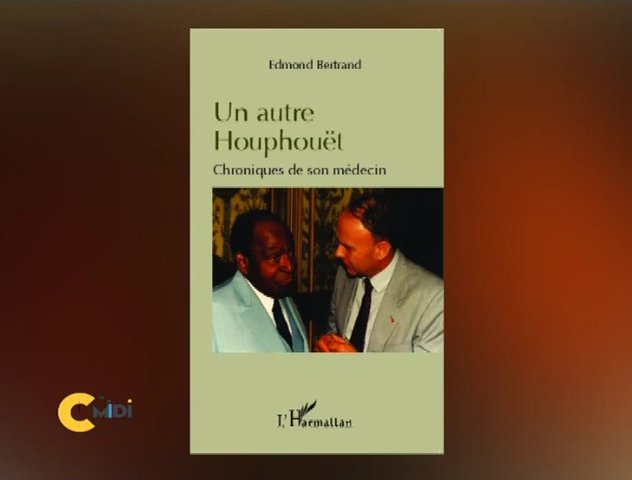 Edmond Bertrand
Un autre
Houphouët
Chroniques de son médecin
L'Harmattan
C MiDi